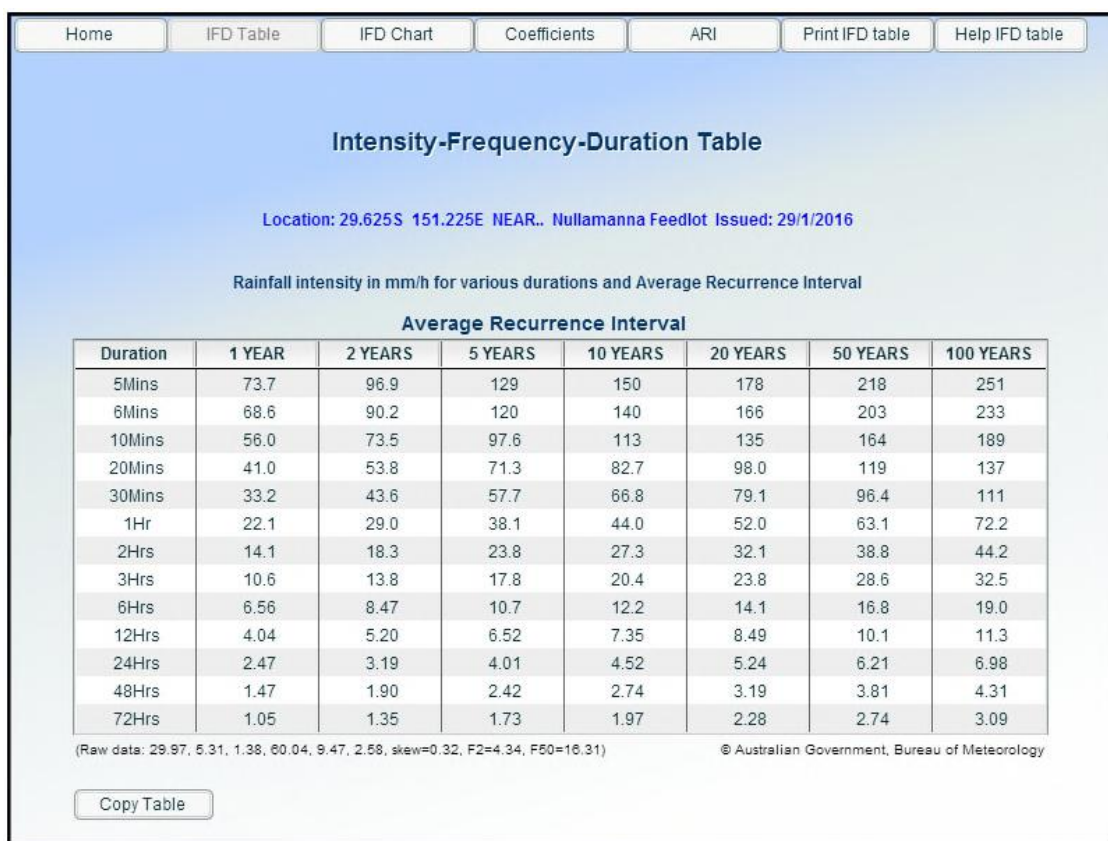 Home IFD Table IFD Chart Coefficients ARI Print IFD table Help IFD table
Intensity-Frequency-Duration Table
Location: 29.625S 151.225E NEAR.. Nullamanna Feedlot Issued: 29/1/2016
Rainfall intensity in mm/h for various durations and Average Recurrence Interval
Average Recurrence Interval
Duration 1 YEAR 2 YEARS 5 YEARS 10 YEARS 20 YEARS 50 YEARS 100 YEARS
5Mins 73.7 96.9 129 150 178 218 251
6Mins 68.6 90.2 120 140 166 203 233
10Mins 56.0 73.5 97.6 113 135 164 189
20Mins 41.0 53.8 71.3 82.7 98.0 119 137
30Mins 33.2 43.6 57.7 66.8 79.1 96.4 111
1Hr 22.1 29.0 38.1 44.0 52.0 63.1 72.2
2Hrs 14.1 18.3 23.8 27.3 32.1 38.8 44.2
3Hrs 10.6 13.8 17.8 20.4 23.8 28.6 32.5
6Hrs 6.56 8.47 10.7 12.2 14.1 16.8 19.0
12Hrs 4.04 5.20 6.52 7.35 8.49 10.1 11.3
24Hrs 2.47 3.19 4.01 4.52 5.24 6.21 6.98
48Hrs 1.47 1.90 2.42 2.74 3.19 3.81 4.31
72Hrs 1.05 1.35 1.73 1.97 2.28 2.74 3.09
(Raw data: 29.97, 5.31, 1.38, 60.04, 9.47, 2.58, skew=0.32, F2=4.34, F50=16.31) © Australian Government, Bureau of Meteorology
Copy Table